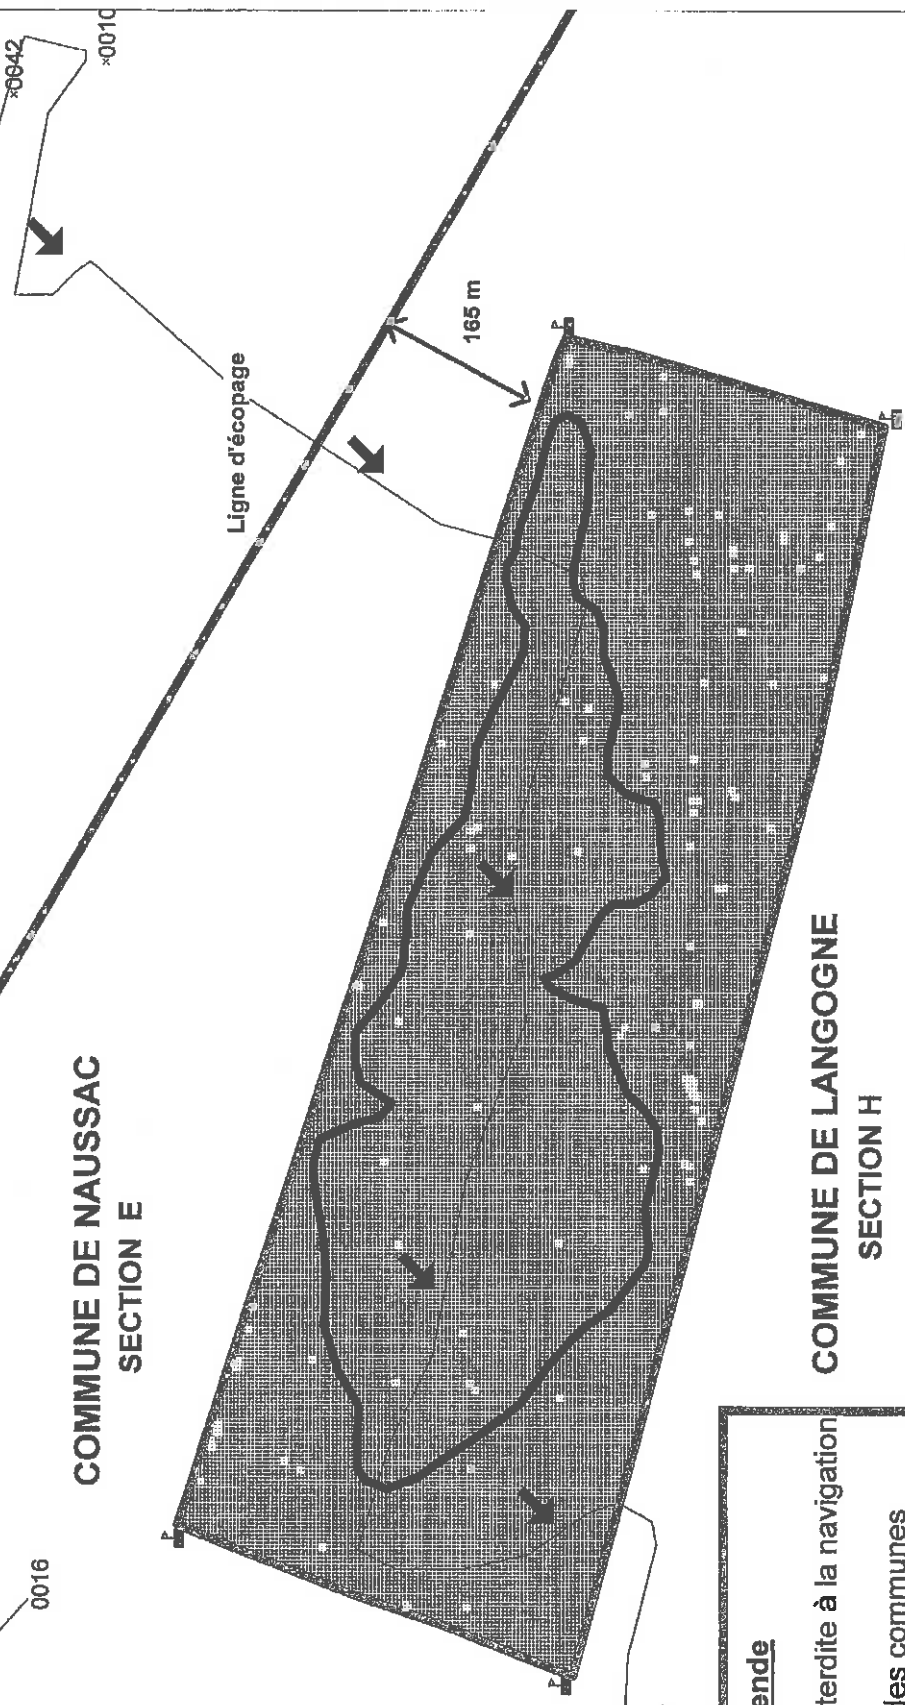 ×0042
×0010
Ligne d'écopage
165 m
COMMUNE DE NAUSSAC
SECTION E
0016
COMMUNE DE LANGOGNE
SECTION H
ende
terdite à la navigation
les communes